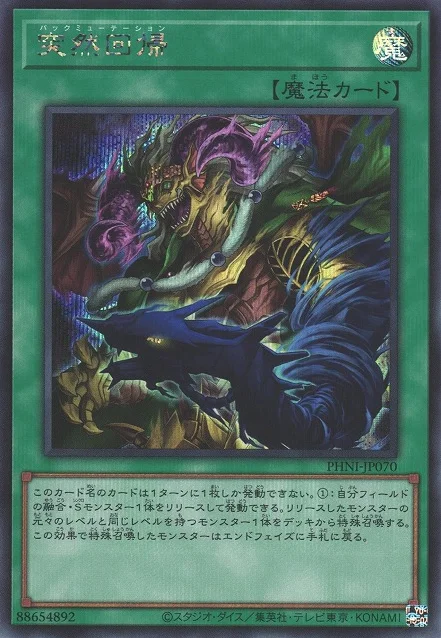 バックミューテーション
突然回帰
魔
まほう
【魔法カード】
PHNI-JP070
このカード名のカードは1ターンに1枚しか発動できない。①：自分フィールド
の融合・Sモンスター1体をリリースして発動できる。リリースしたモンスターの
元々のレベルと同じレベルを持つモンスター1体をデッキから特殊召喚する。
この効果で特殊召喚したモンスターはエンドフェイズに手札に戻る。
88654892
©スタジオ・ダイス／集英社・テレビ東京・KONAMI